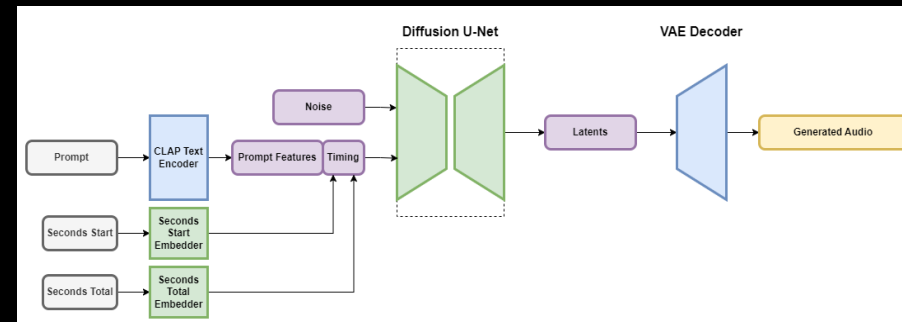 Diffusion U-Net
VAE Decoder
Noise
Prompt
CLAP Text
Encoder
Prompt Features
Timing
Latents
Generated Audio
Seconds Start
Seconds
Start
Embedder
Seconds Total
Seconds
Total
Embedder